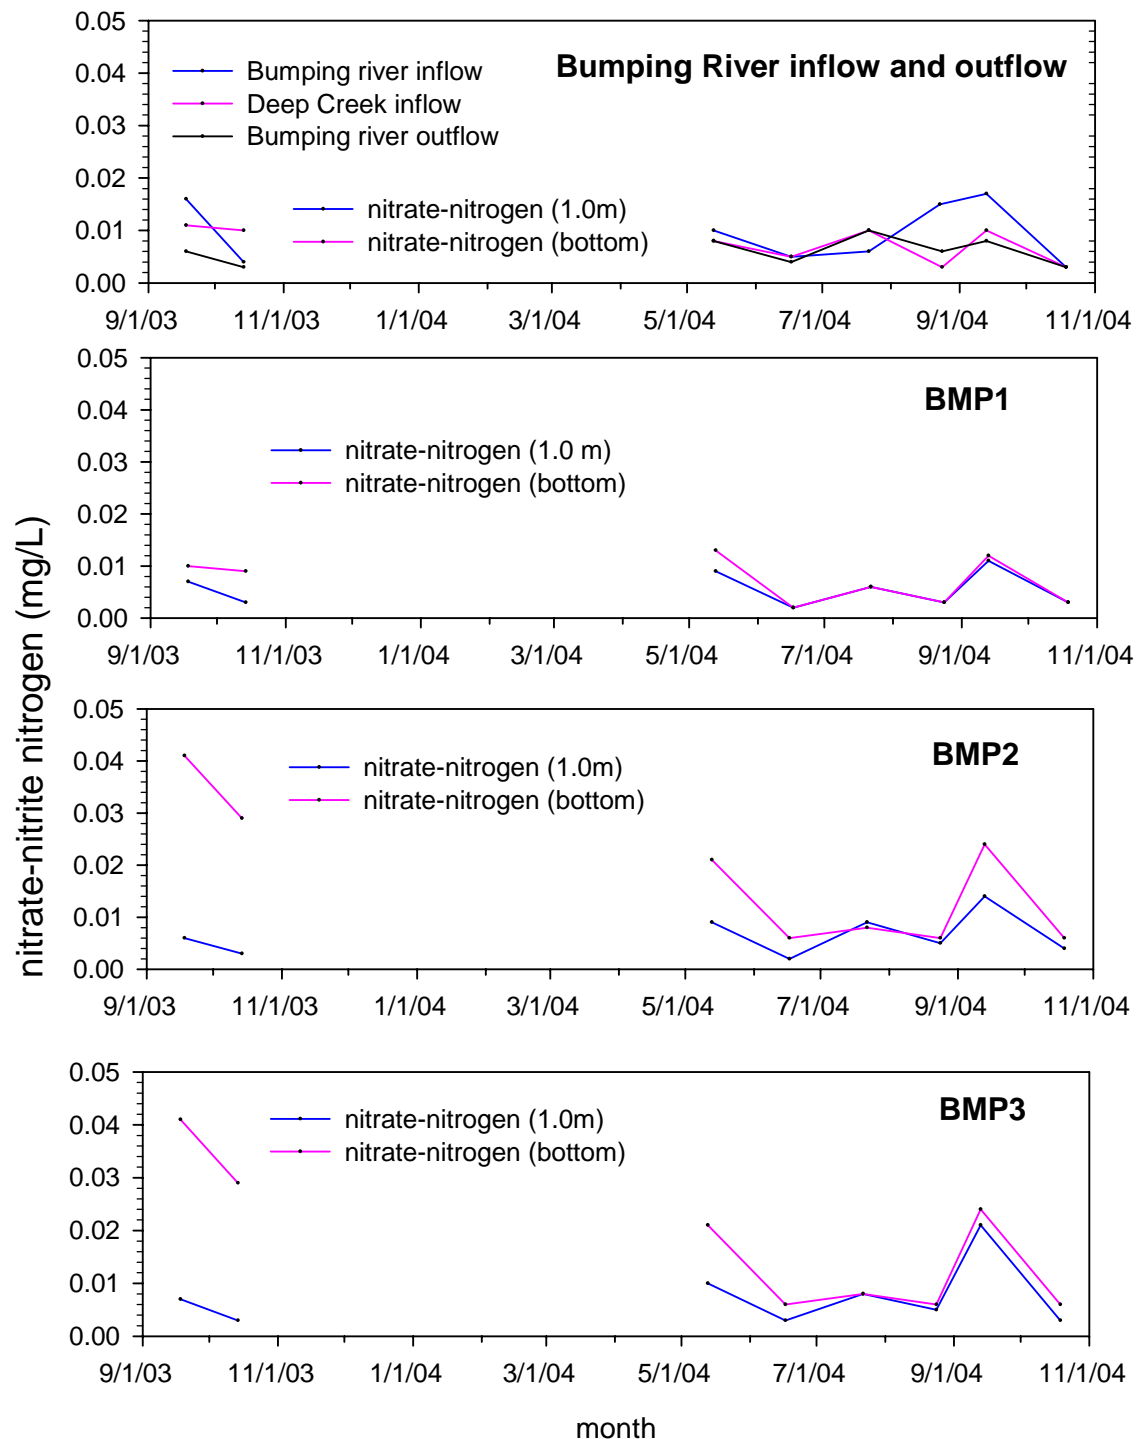 0.05
Bumping River inflow and outflow
Bumping river inflow
0.04
Deep Creek inflow
0.03
Bumping river outflow
0.02
nitrate-nitrogen (1.0m)
0.01
nitrate-nitrogen (bottom)
0.00
9/1/03 11/1/03 1/1/04 3/1/04 5/1/04 7/1/04 9/1/04 11/1/04
0.05
BMP1
0.04
nitrate-nitrogen (1.0 m)
0.03
nitrate-nitrogen (bottom)
0.02
0.01
0.00
9/1/03 11/1/03 1/1/04 3/1/04 5/1/04 7/1/04 9/1/04 11/1/04
nitrate-nitrite nitrogen (mg/L)
0.05
BMP2
0.04
nitrate-nitrogen (1.0m)
nitrate-nitrogen (bottom)
0.03
0.02
0.01
0.00
9/1/03 11/1/03 1/1/04 3/1/04 5/1/04 7/1/04 9/1/04 11/1/04
0.05
BMP3
0.04
nitrate-nitrogen (1.0m)
nitrate-nitrogen (bottom)
0.03
0.02
0.01
0.00
9/1/03 11/1/03 1/1/04 3/1/04 5/1/04 7/1/04 9/1/04 11/1/04
month